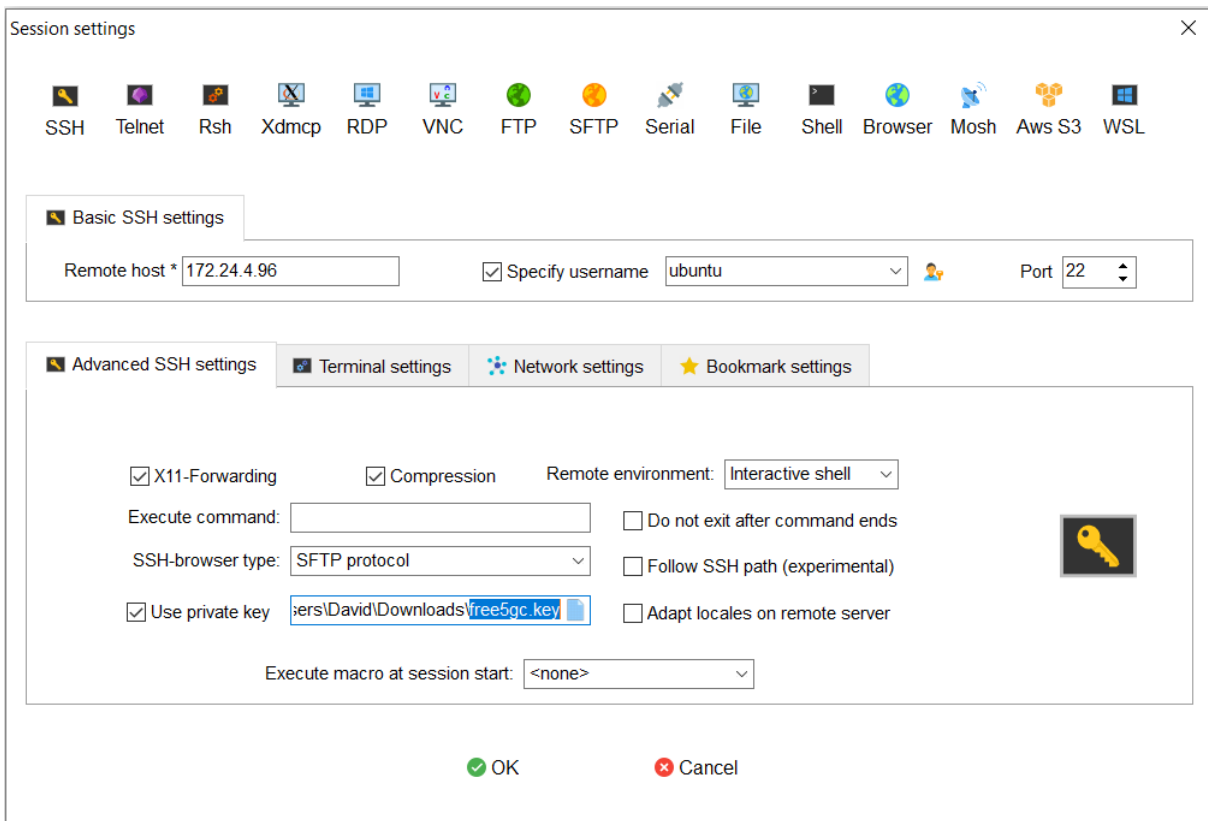 Session settings
SSH Telnet Rsh Xdmcp RDP VNC FTP SFTP Serial File Shell Browser Mosh Aws S3 WSL
Basic SSH settings
Remote host * 172.24.4.96 Specify username ubuntu Port 22
Advanced SSH settings Terminal settings Network settings Bookmark settings
X11-Forwarding Compression Remote environment: Interactive shell
Execute command: Do not exit after command ends
SSH-browser type: SFTP protocol Follow SSH path (experimental)
Use private key sers\David\Downloads\free5gc.key Adapt locales on remote server
Execute macro at session start: <none>
OK Cancel